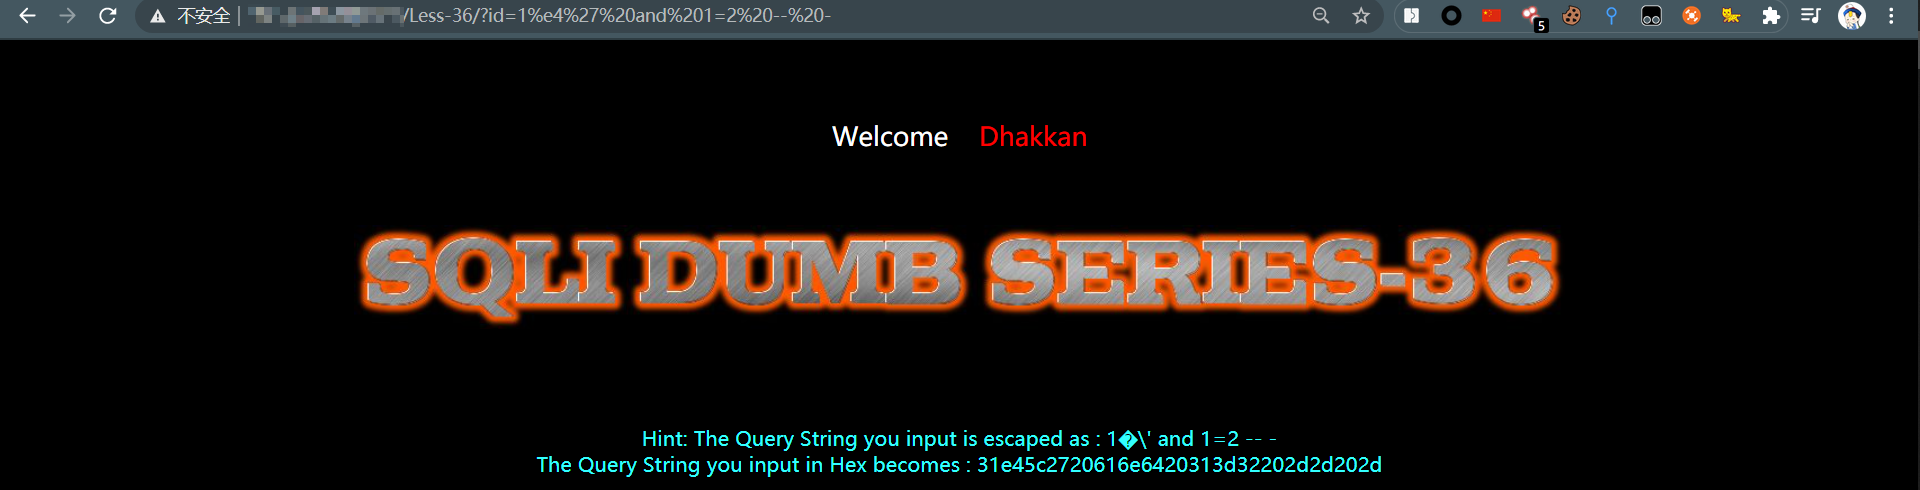 不安全 /Less-36/?id=1%e4%27%20and%201=2%20--%20-
5
Welcome Dhakkan
SQLI DUMB SERIES-36
Hint: The Query String you input is escaped as : 1�\' and 1=2 -- -
The Query String you input in Hex becomes : 31e45c2720616e6420313d32202d2d202d